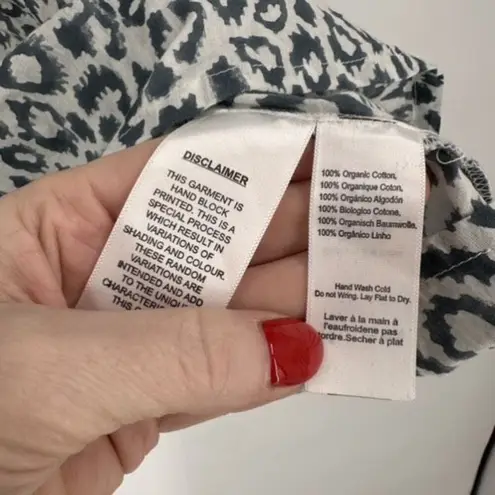 DISCLAIMER
THIS GARMENT IS
HAND BLOCK
PRINTED. THIS IS A
SPECIAL PROCESS
WHICH RESULT IN
VARIATIONS OF
SHADING AND COLOUR.
THESE RANDOM
VARIATIONS ARE
INTENDED AND ADD
TO THE
THIS
100% Organic Cotton,
100% Organique Coton,
100% Orgánico Algodón
100% Biologico Cotone,
100% Organisch Baumwolle,
100% Orgânico Linho
Hand Wash Cold
Do not Wring. Lay Flat to Dry.
Laver à la main à
l'eaufroidene pas
ordre.Secher à plat